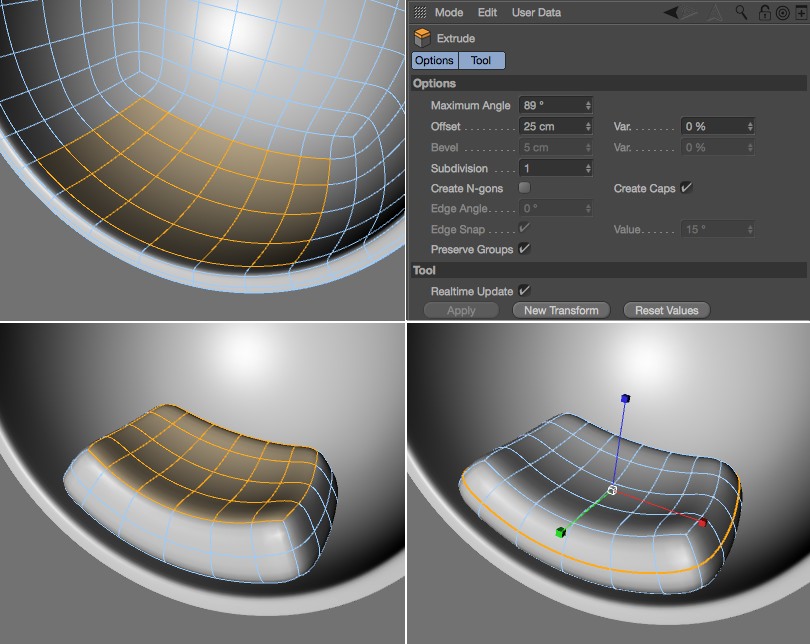 Mode Edit User Data
Extrude
Options Tool
Options
Maximum Angle 89 °
Offset . . . . . . . . 25 cm Var. . . . . . . . 0 %
Bevel . . . . . . . . 5 cm Var. . . . . . . . 0 %
Subdivision . . . 1
Create N-gons Create Caps
Edge Angle . . . . 0 °
Edge Snap . . . . Value. . . . . . 15 °
Preserve Groups
Tool
Realtime Update
Apply New Transform Reset Values